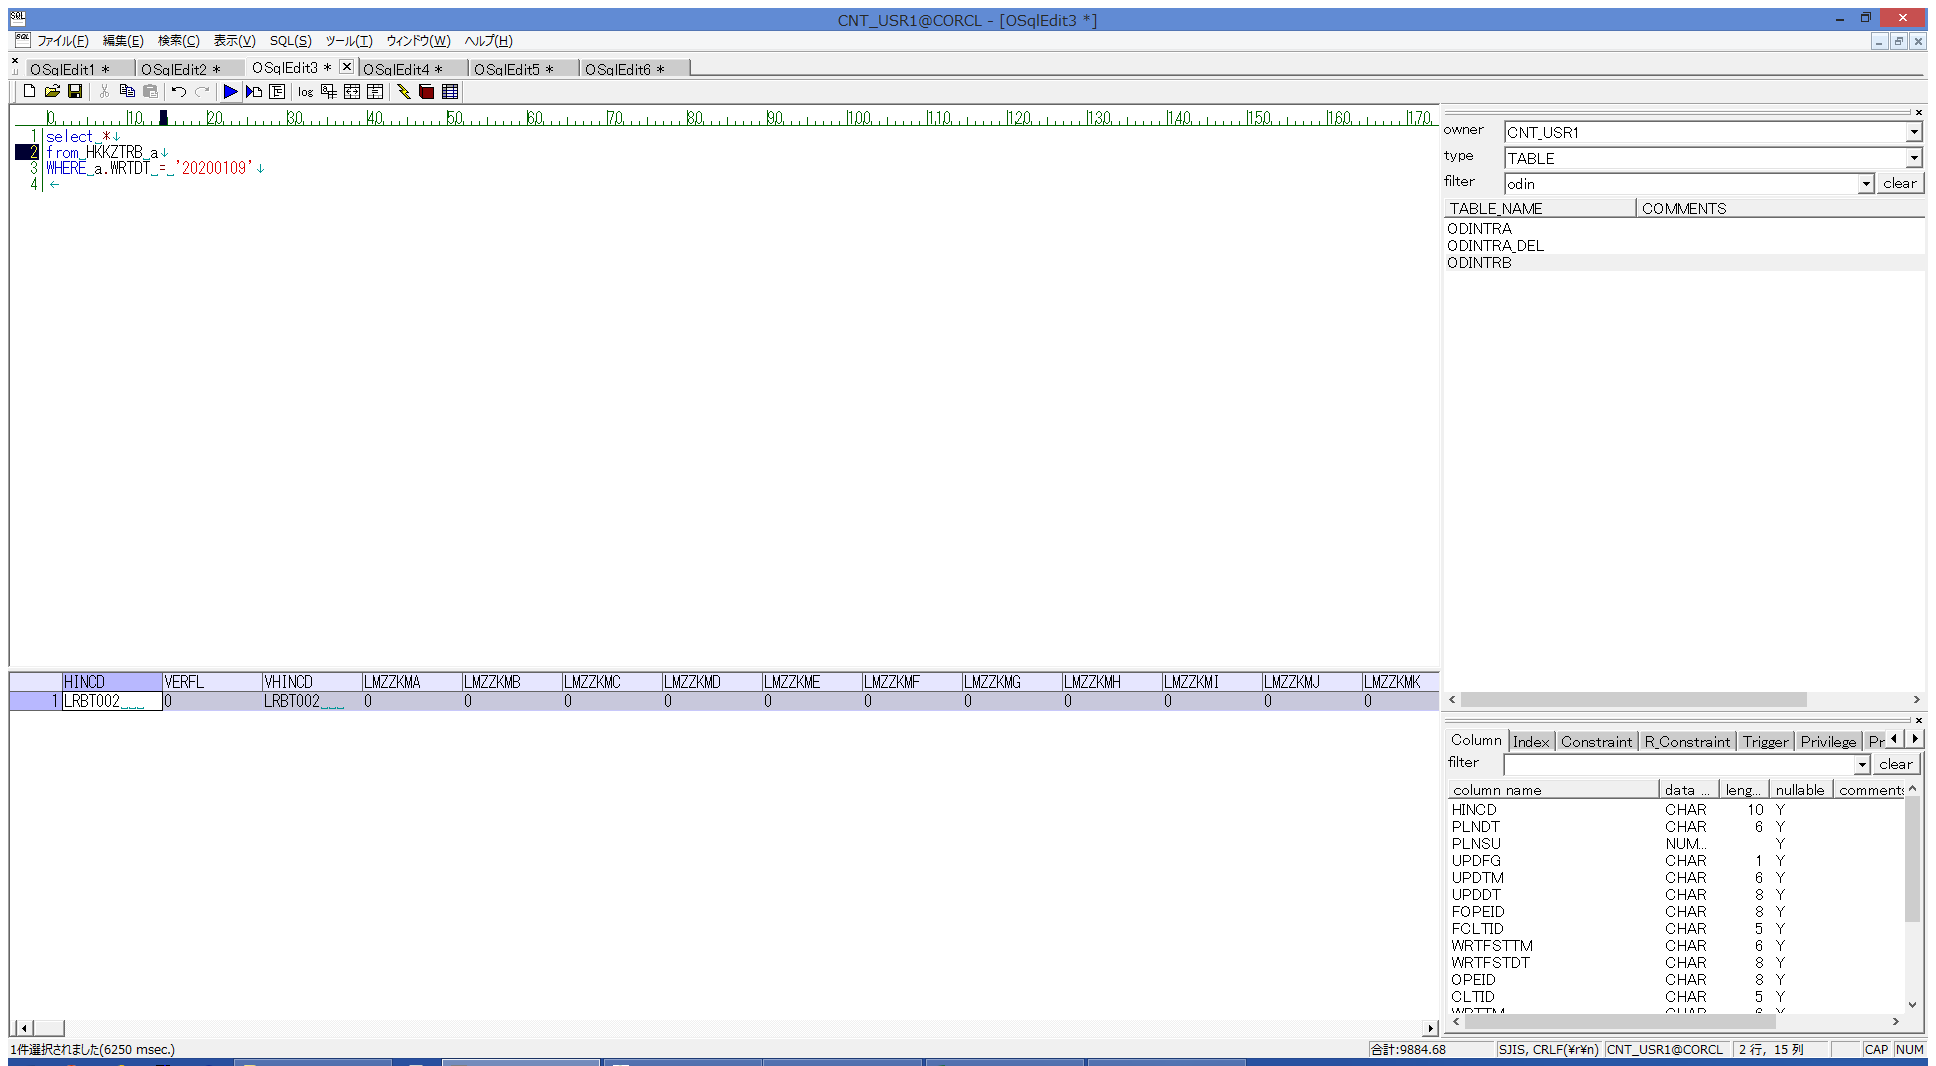 CNT_USR1@CORCL - [OSqlEdit3 *]
ファイル(F) 編集(E) 検索(C) 表示(V) SQL(S) ツール(T) ウィンドウ(W) ヘルプ(H)
OSqlEdit1 * OSqlEdit2 * OSqlEdit3 * OSqlEdit4 * OSqlEdit5 * OSqlEdit6 *
log
0 10 20 30 40 50 60 70 80 90 100 110 120 130 140 150 160 170
1 select *
2 from HKKZTRB a
3 WHERE a.WRTDT = '20200109'
4
owner CNT_USR1
type TABLE
filter odin clear
TABLE_NAME COMMENTS
ODINTRA
ODINTRA_DEL
ODINTRB
HINCD VERFL VHINCD LMZZKMA LMZZKMB LMZZKMC LMZZKMD LMZZKME LMZZKMF LMZZKMG LMZZKMH LMZZKMI LMZZKMJ LMZZKMK
1 LRBT002 0 LRBT002 0 0 0 0 0 0 0 0 0 0 0
Column Index Constraint R_Constraint Trigger Privilege Pr
filter clear
column name data ... leng... nullable comments
HINCD CHAR 10 Y
PLNDT CHAR 6 Y
PLNSU NUM... Y
UPDFG CHAR 1 Y
UPDTM CHAR 6 Y
UPDDT CHAR 8 Y
FOPEID CHAR 8 Y
FCLTID CHAR 5 Y
WRTFSTTM CHAR 6 Y
WRTFSTDT CHAR 8 Y
OPEID CHAR 8 Y
CLTID CHAR 5 Y
WRTTM CHAR 6 Y
1件選択されました(6250 msec.) 合計:9884.68 SJIS, CRLF(¥r¥n) CNT_USR1@CORCL 2 行, 15 列 CAP NUM